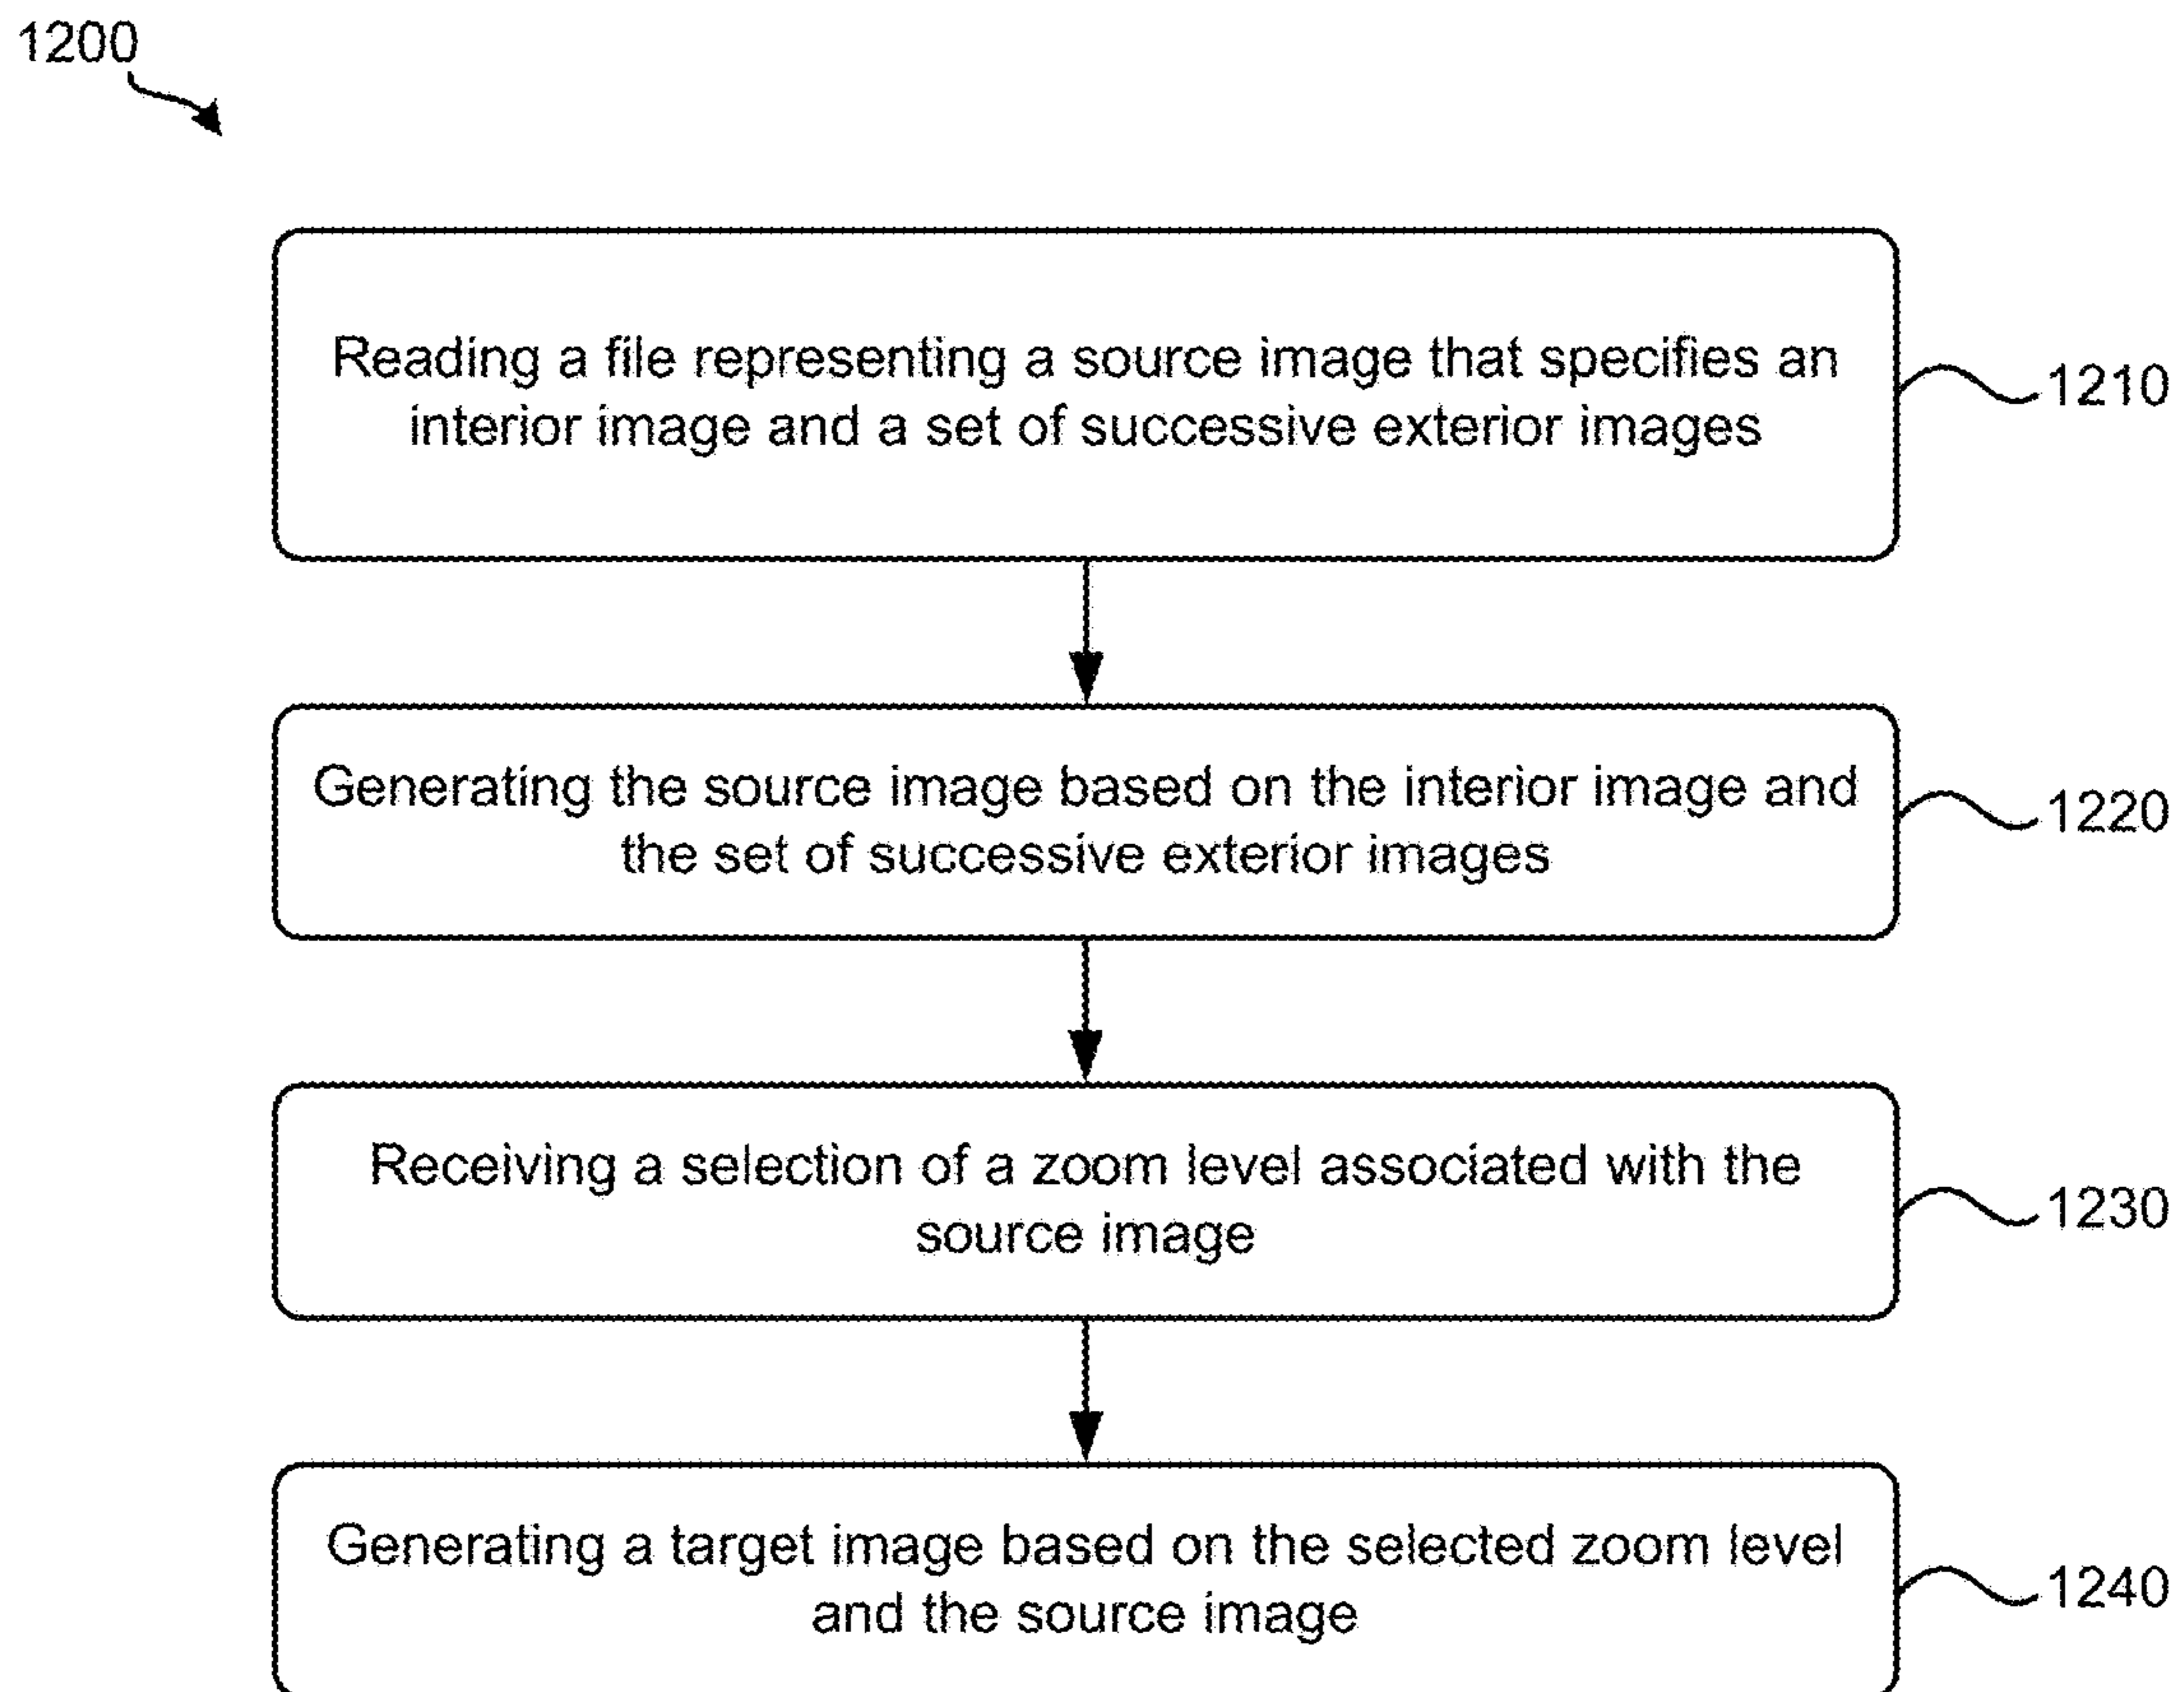 1200
Reading a file representing a source image that specifies an
interior image and a set of successive exterior images
1210
Generating the source image based on the interior image and
the set of successive exterior images
1220
Receiving a selection of a zoom level associated with the
source image
1230
Generating a target image based on the selected zoom level
and the source image
1240